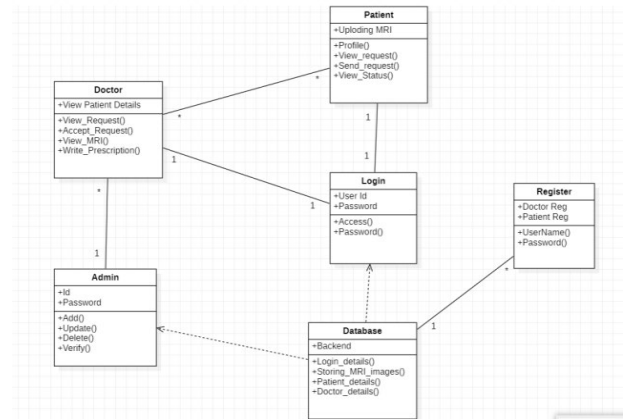 Patient
+Uploding MRI
+Profile()
+View_request()
+Send_request()
+View_Status()
*
1
Doctor
+View Patient Details
+View_Request()
+Accept_Request()
+View_MRI()
+Write_Prescription()
*
1
*
1
Login
+User Id
+Password
+Access()
+Password()
1
Register
+Doctor Reg
+Patient Reg
+UserName()
+Password()
*
1
Admin
+Id
+Password
+Add()
+Update()
+Delete()
+Verify()
Database
+Backend
+Login_details()
+Storing_MRI_images()
+Patient_details()
+Doctor_details()
1